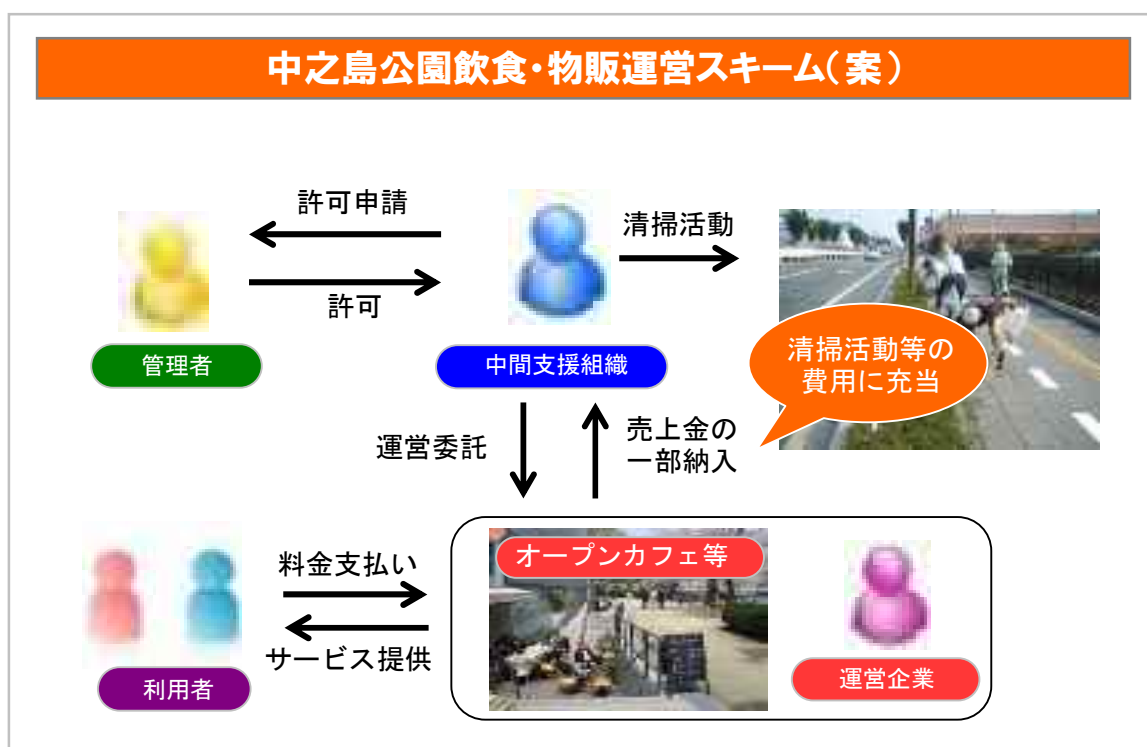 中之島公園飲食・物販運営スキーム(案)
許可申請
清掃活動
許可
管理者
中間支援組織
清掃活動等の
費用に充当
運営委託
売上金の
一部納入
オープンカフェ等
料金支払い
サービス提供
利用者
運営企業